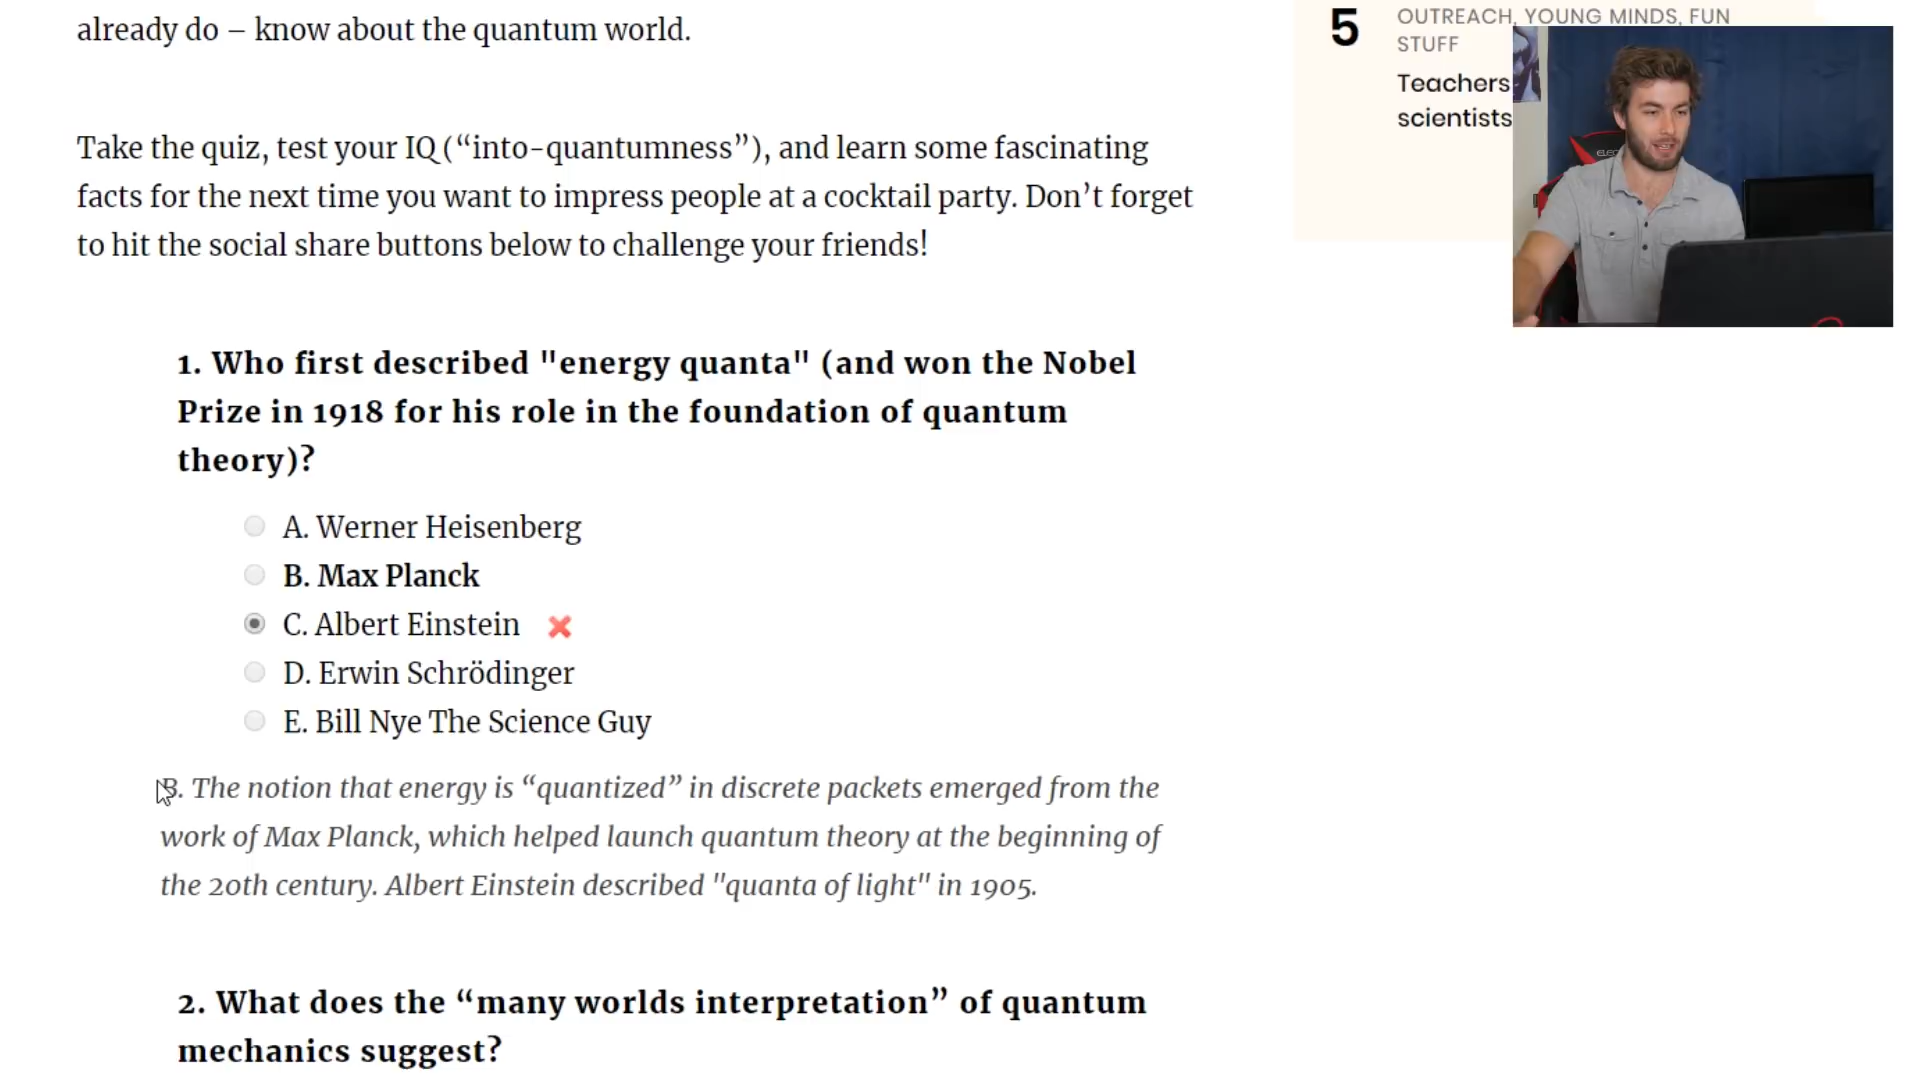 already do – know about the quantum world.
Take the quiz, test your IQ (“into-quantumness”), and learn some fascinating
facts for the next time you want to impress people at a cocktail party. Don’t forget
to hit the social share buttons below to challenge your friends!
1. Who first described "energy quanta" (and won the Nobel
Prize in 1918 for his role in the foundation of quantum
theory)?
A. Werner Heisenberg
B. Max Planck
C. Albert Einstein
D. Erwin Schrödinger
E. Bill Nye The Science Guy
B. The notion that energy is “quantized” in discrete packets emerged from the
work of Max Planck, which helped launch quantum theory at the beginning of
the 20th century. Albert Einstein described "quanta of light" in 1905.
2. What does the “many worlds interpretation” of quantum
mechanics suggest?
5
OUTREACH, YOUNG MINDS, FUN
STUFF
Teachers
scientists